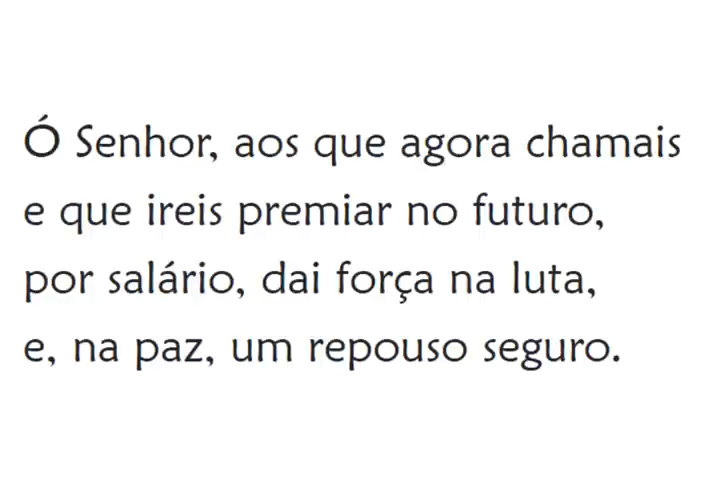 Ó Senhor, aos que agora chamais
e que ireis premiar no futuro,
por salário, dai força na luta,
e, na paz, um repouso seguro.